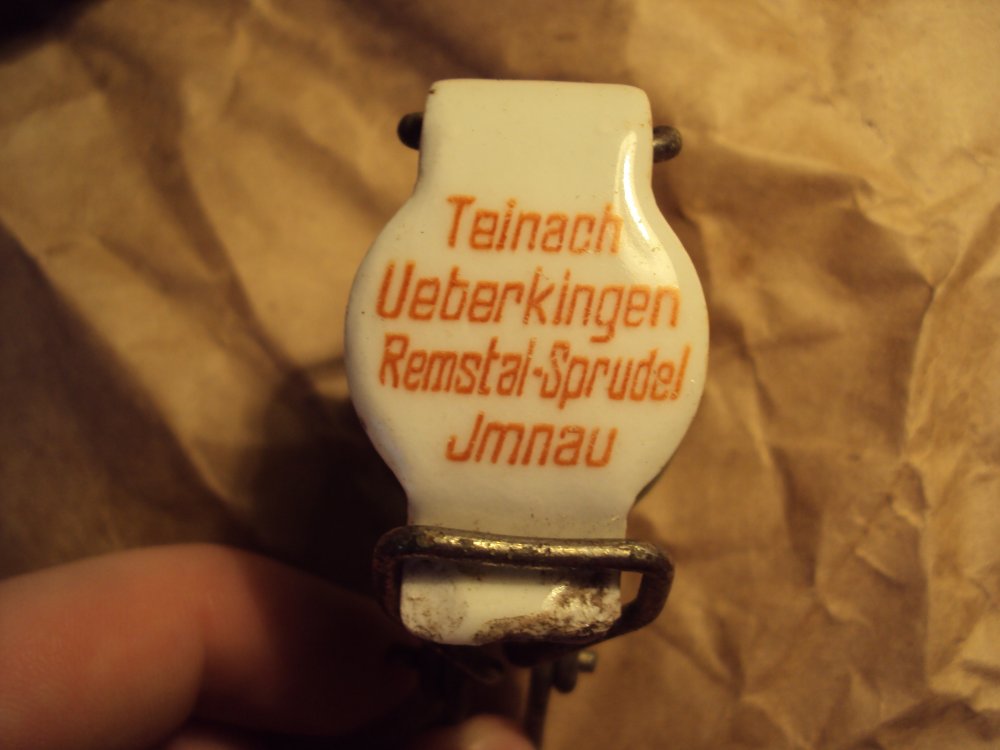 Teinach
Ueberkingen
Remstal-Sprudel
Jmnau